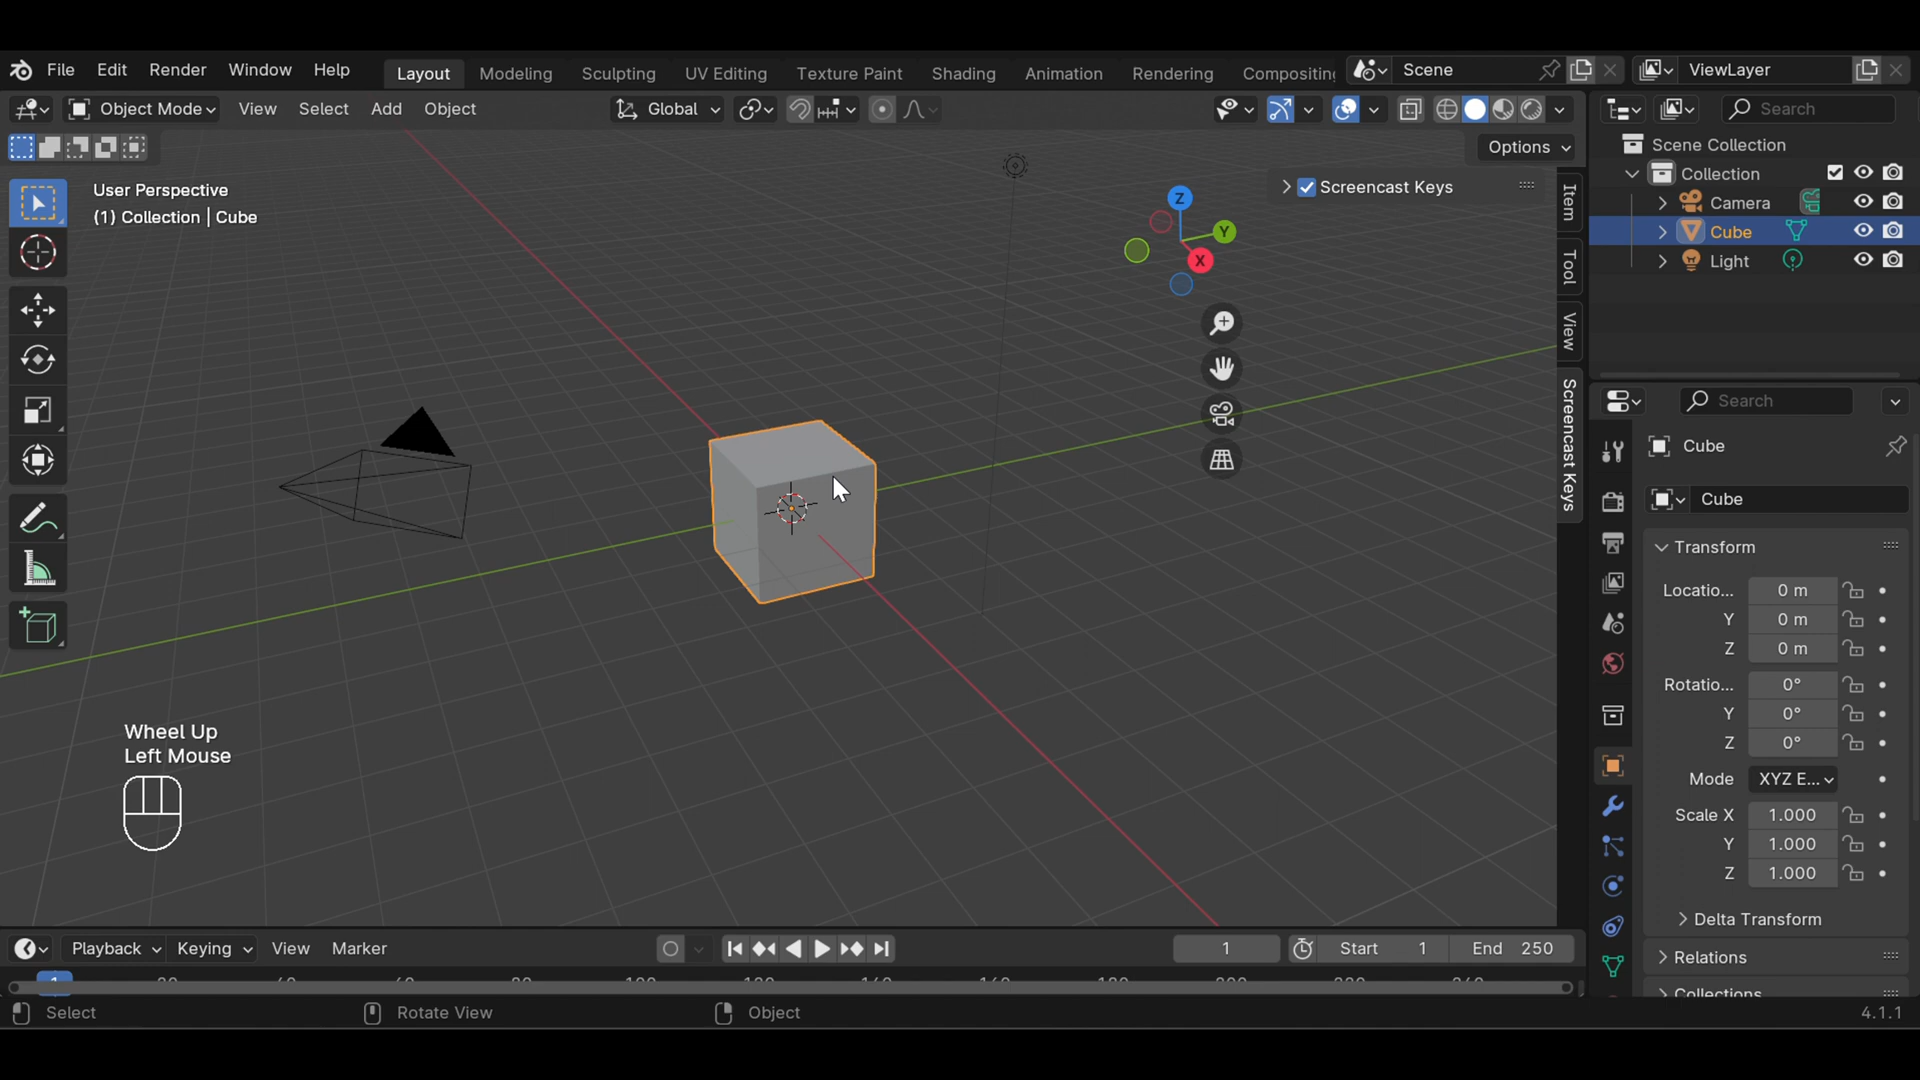 File Edit Render Window Help Layout Modeling Sculpting UV Editing Texture Paint Shading Animation Rendering Compositing Scene ViewLayer
Object Mode View Select Add Object Global Search
Options
User Perspective
(1) Collection | Cube
Screencast Keys
Z
Y
X
Item
Tool
View
Screencast Keys
Wheel Up
Left Mouse
Scene Collection
Collection
Camera
Cube
Light
Search
Cube
Cube
Transform
Locatio... 0 m
Y 0 m
Z 0 m
Rotatio... 0°
Y 0°
Z 0°
Mode XYZ E...
Scale X 1.000
Y 1.000
Z 1.000
Delta Transform
Relations
Collections
Playback Keying View Marker 1 Start 1 End 250
1
Select Rotate View Object 4.1.1